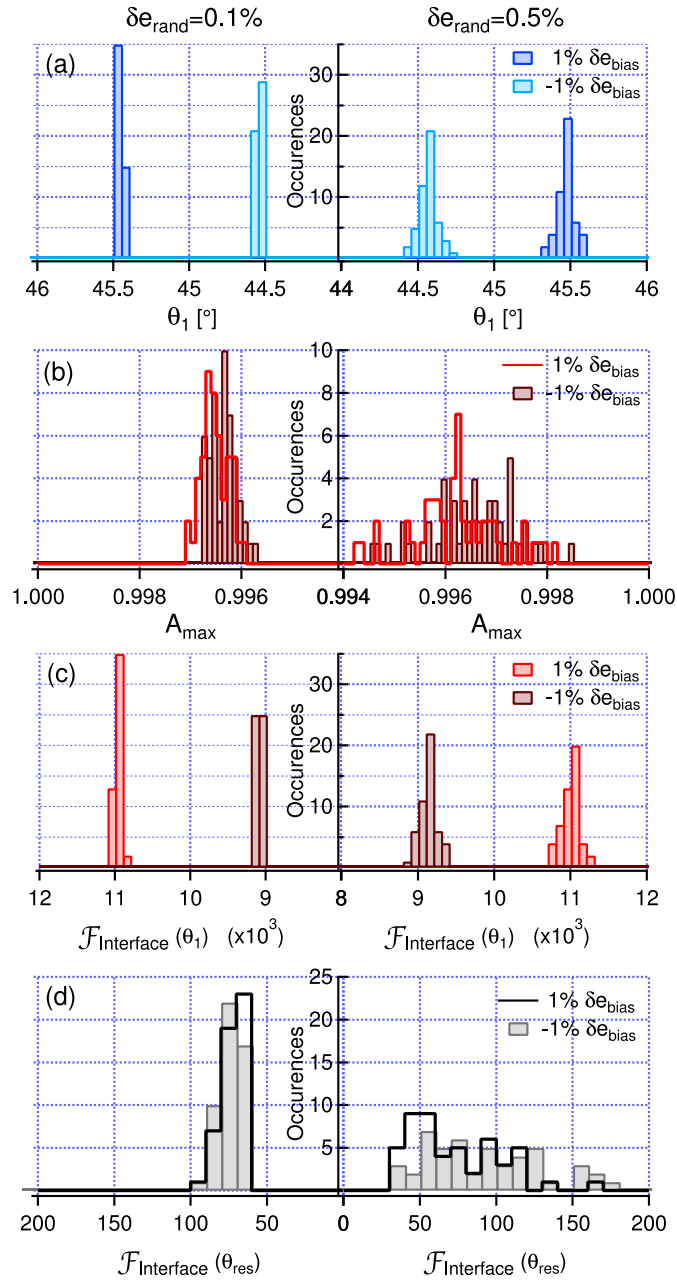 δe_rand=0.1% δe_rand=0.5%
(a)
Occurences
30
20
10
1% δe_bias
-1% δe_bias
46 45.5 45 44.5 44 44.5 45 45.5 46
θ_1 [°] θ_1 [°]
(b)
Occurences
10
8
6
4
2
1% δe_bias
-1% δe_bias
1.000 0.998 0.996 0.994 0.996 0.998 1.000
A_max A_max
(c)
Occurences
30
20
10
1% δe_bias
-1% δe_bias
12 11 10 9 8 9 10 11 12
ℱ_Interface (θ_1) (x10^3) ℱ_Interface (θ_1) (x10^3)
(d)
Occurences
25
20
15
10
5
1% δe_bias
-1% δe_bias
200 150 100 50 0 50 100 150 200
ℱ_Interface (θ_res) ℱ_Interface (θ_res)